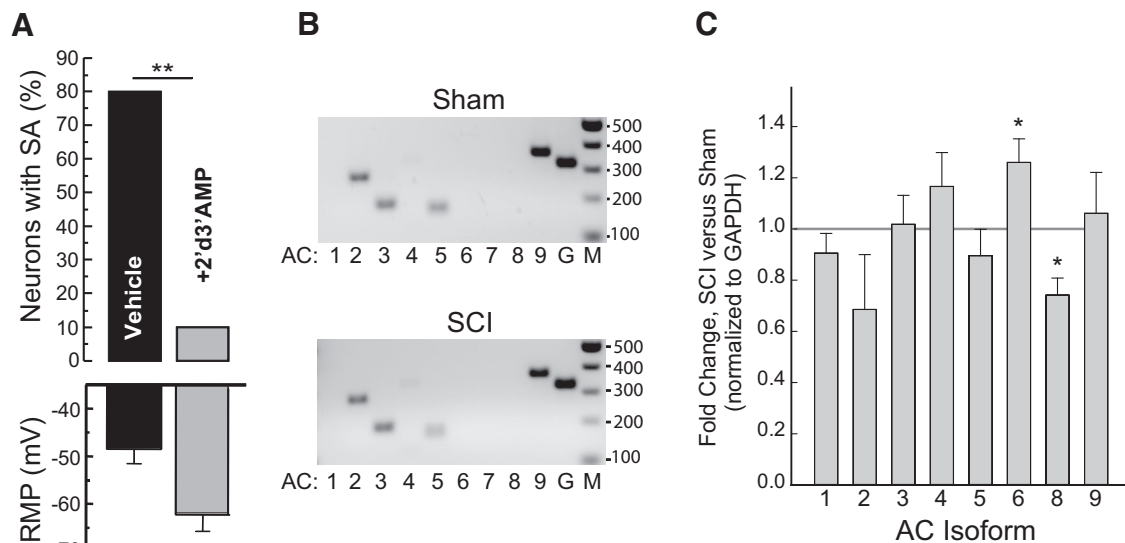 A
Neurons with SA (%)
90
80
70
60
50
40
30
20
10
0
**
Vehicle
+2'd3'AMP
RMP (mV)
-40
-50
-60
B
Sham
500
400
300
200
100
AC: 1 2 3 4 5 6 7 8 9 G M
SCI
500
400
300
200
100
AC: 1 2 3 4 5 6 7 8 9 G M
C
Fold Change, SCI versus Sham
(normalized to GAPDH)
1.4
1.2
1.0
0.8
0.6
0.4
0.2
0.0
*
*
1 2 3 4 5 6 8 9
AC Isoform